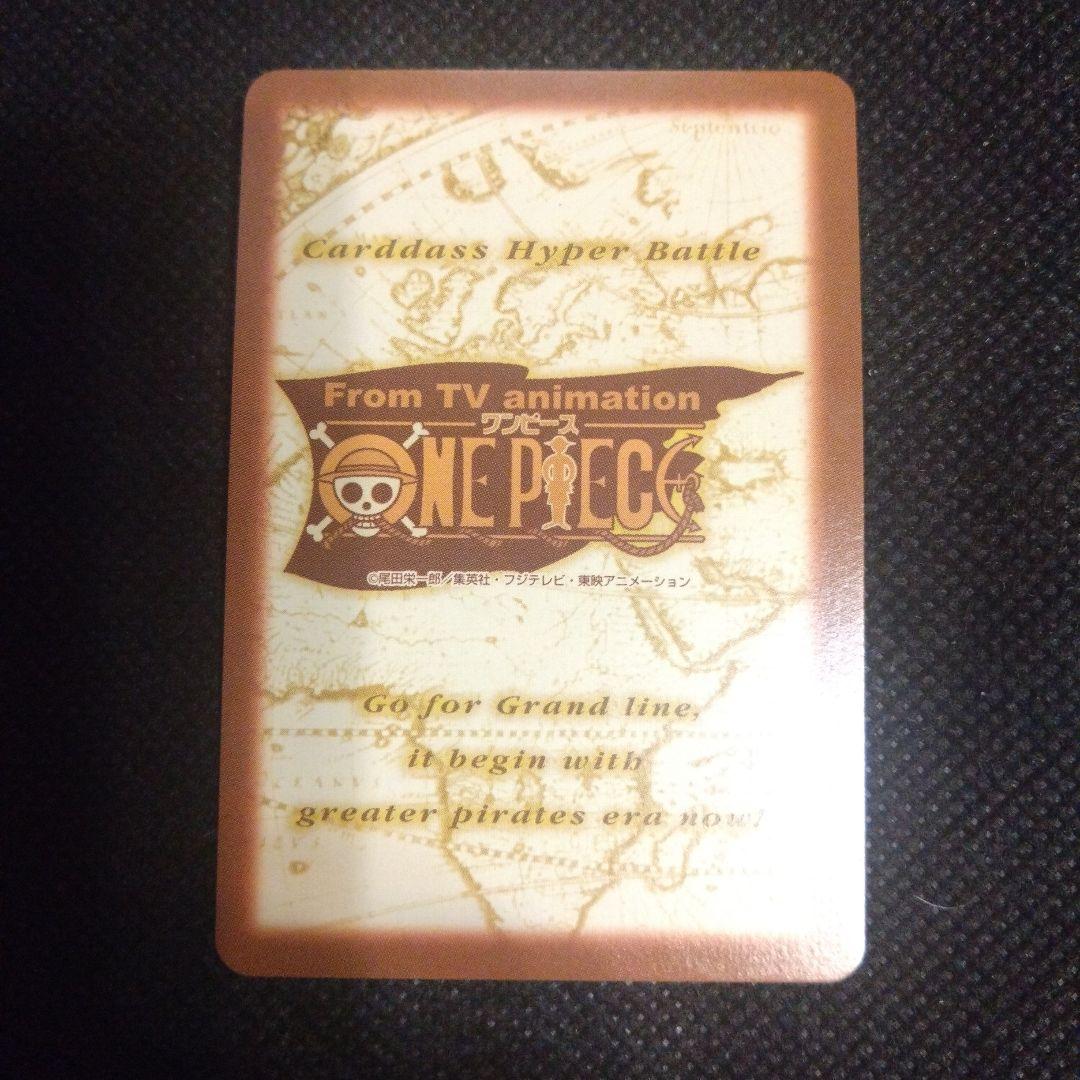 Septentrio
Carddass Hyper Battle
From TV animation
ワンピース
ONE PIECE
©尾田栄一郎/集英社・フジテレビ・東映アニメーション
Go for Grand line,
it begin with
greater pirates era now!